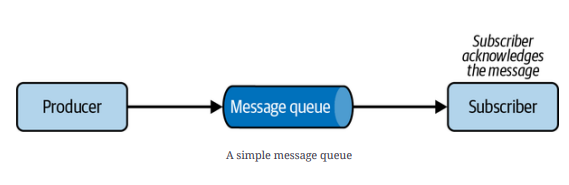 Subscriber
acknowledges
the message
Producer
Message queue
Subscriber
A simple message queue